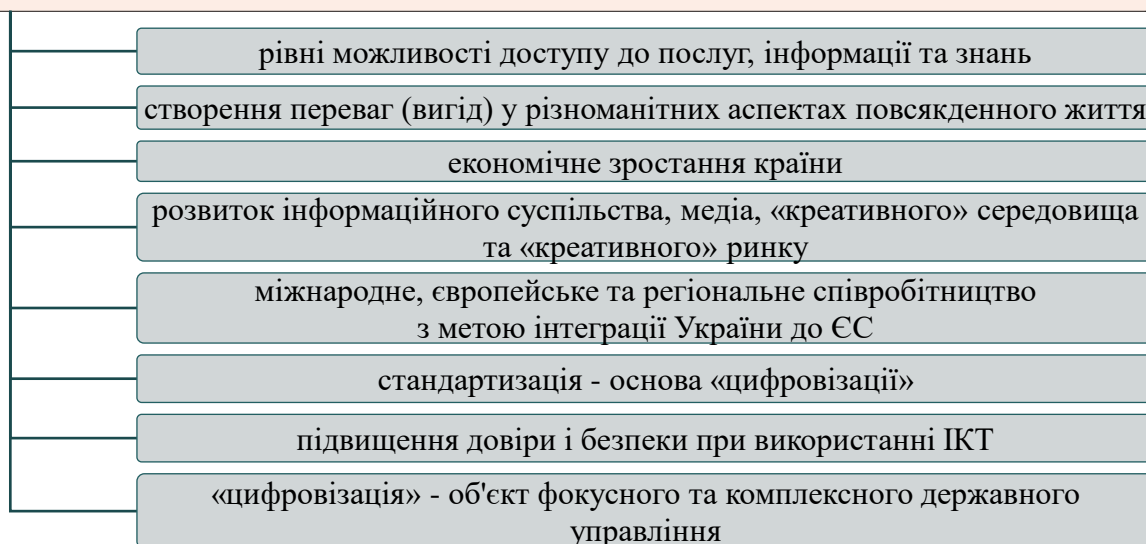 рівні можливості доступу до послуг, інформації та знань
створення переваг (вигід) у різноманітних аспектах повсякденного життя
економічне зростання країни
розвиток інформаційного суспільства, медіа, «креативного» середовища
та «креативного» ринку
міжнародне, європейське та регіональне співробітництво
з метою інтеграції України до ЄС
стандартизація - основа «цифровізації»
підвищення довіри і безпеки при використанні ІКТ
«цифровізація» - об'єкт фокусного та комплексного державного
управління